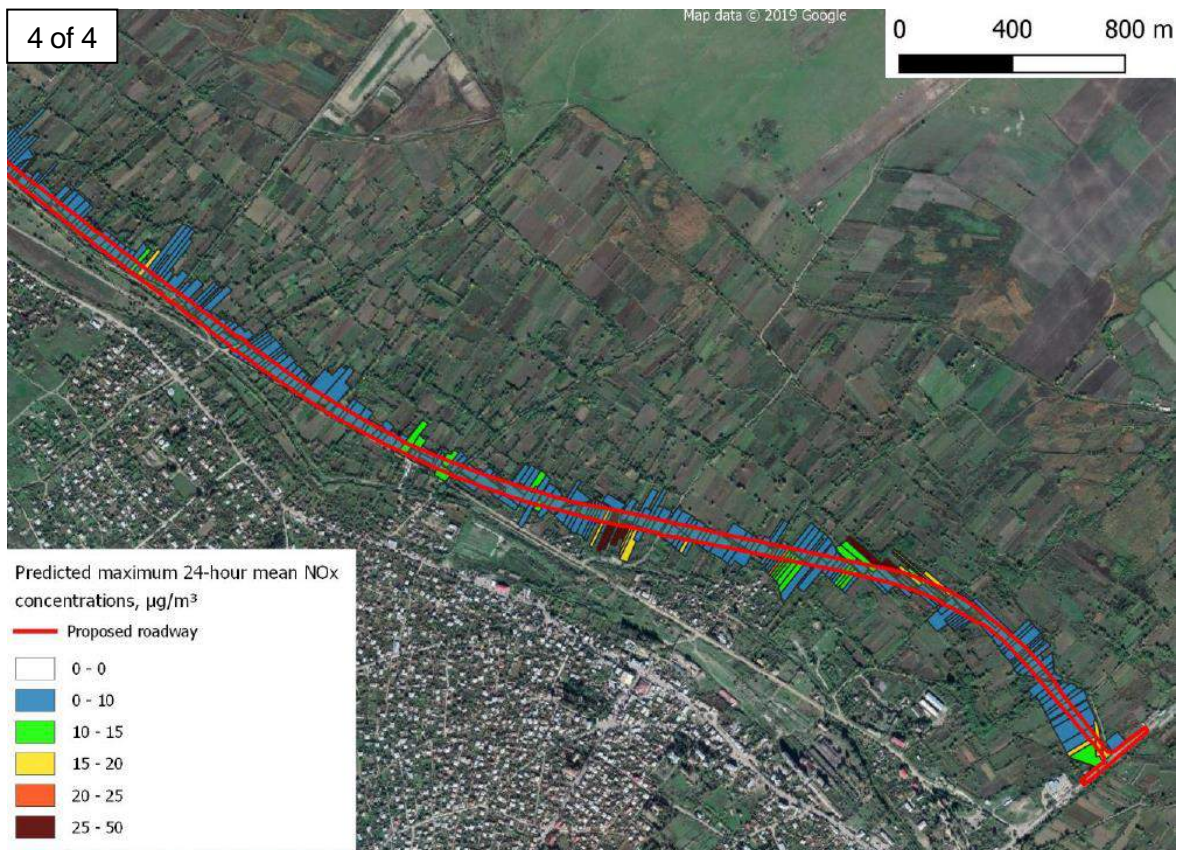 4 of 4
Map data © 2019 Google
0 400 800 m
Predicted maximum 24-hour mean NOx
concentrations, µg/m³
Proposed roadway
0 - 0
0 - 10
10 - 15
15 - 20
20 - 25
25 - 50